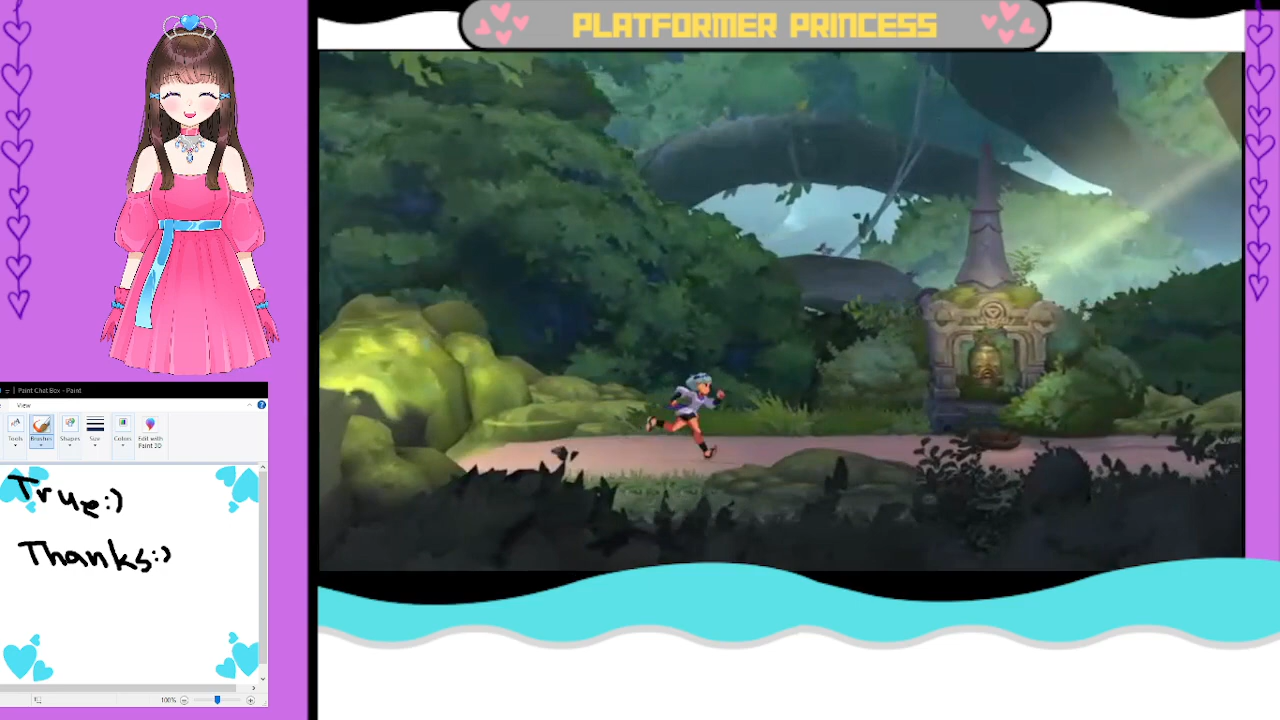 PLATFORMER PRINCESS
Paint Chat Box - Paint
View
Tools
Brushes
Shapes
Size
Colors
Edit with
Paint 3D
True:)
Thanks:)
100%